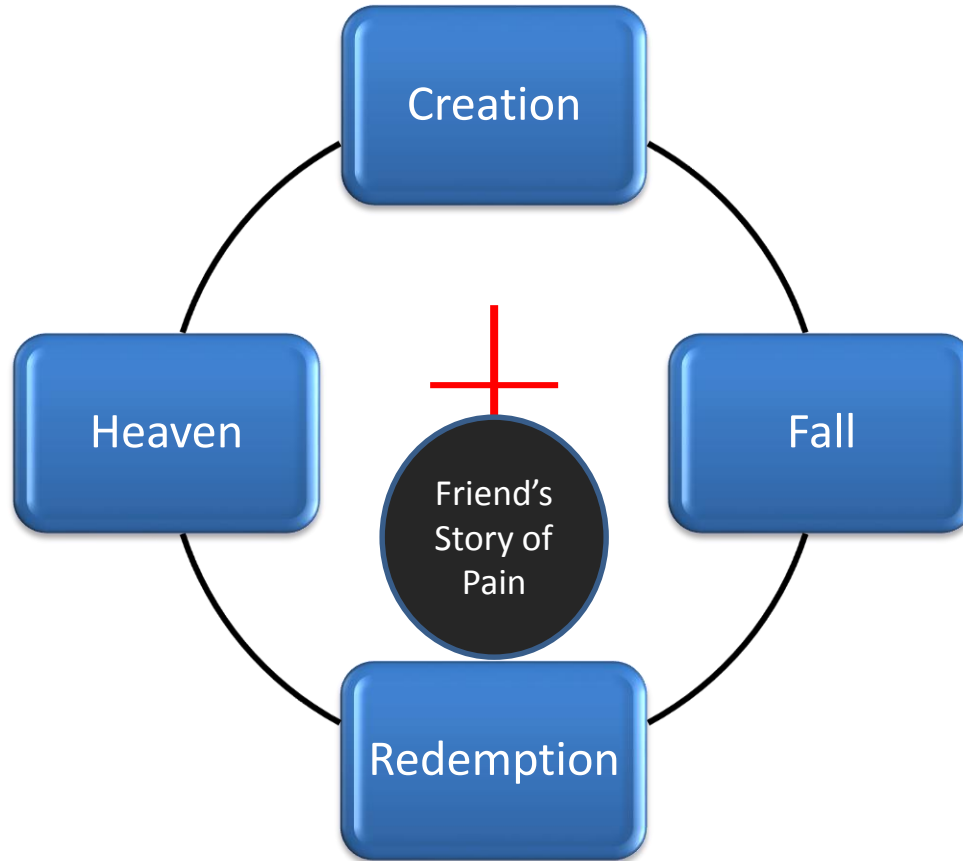 Creation
Heaven
Fall
Friend’s
Story of
Pain
Redemption